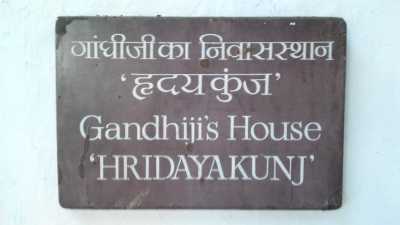 गांधीजी का निवासस्थान
‘हृदय कुंज’
Gandhiji's House
‘HRIDAYAKUNJ’